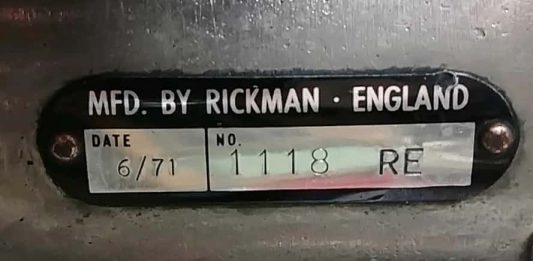 MFD. BY RICKMAN · ENGLAND
DATE NO.
6/71 1118 RE